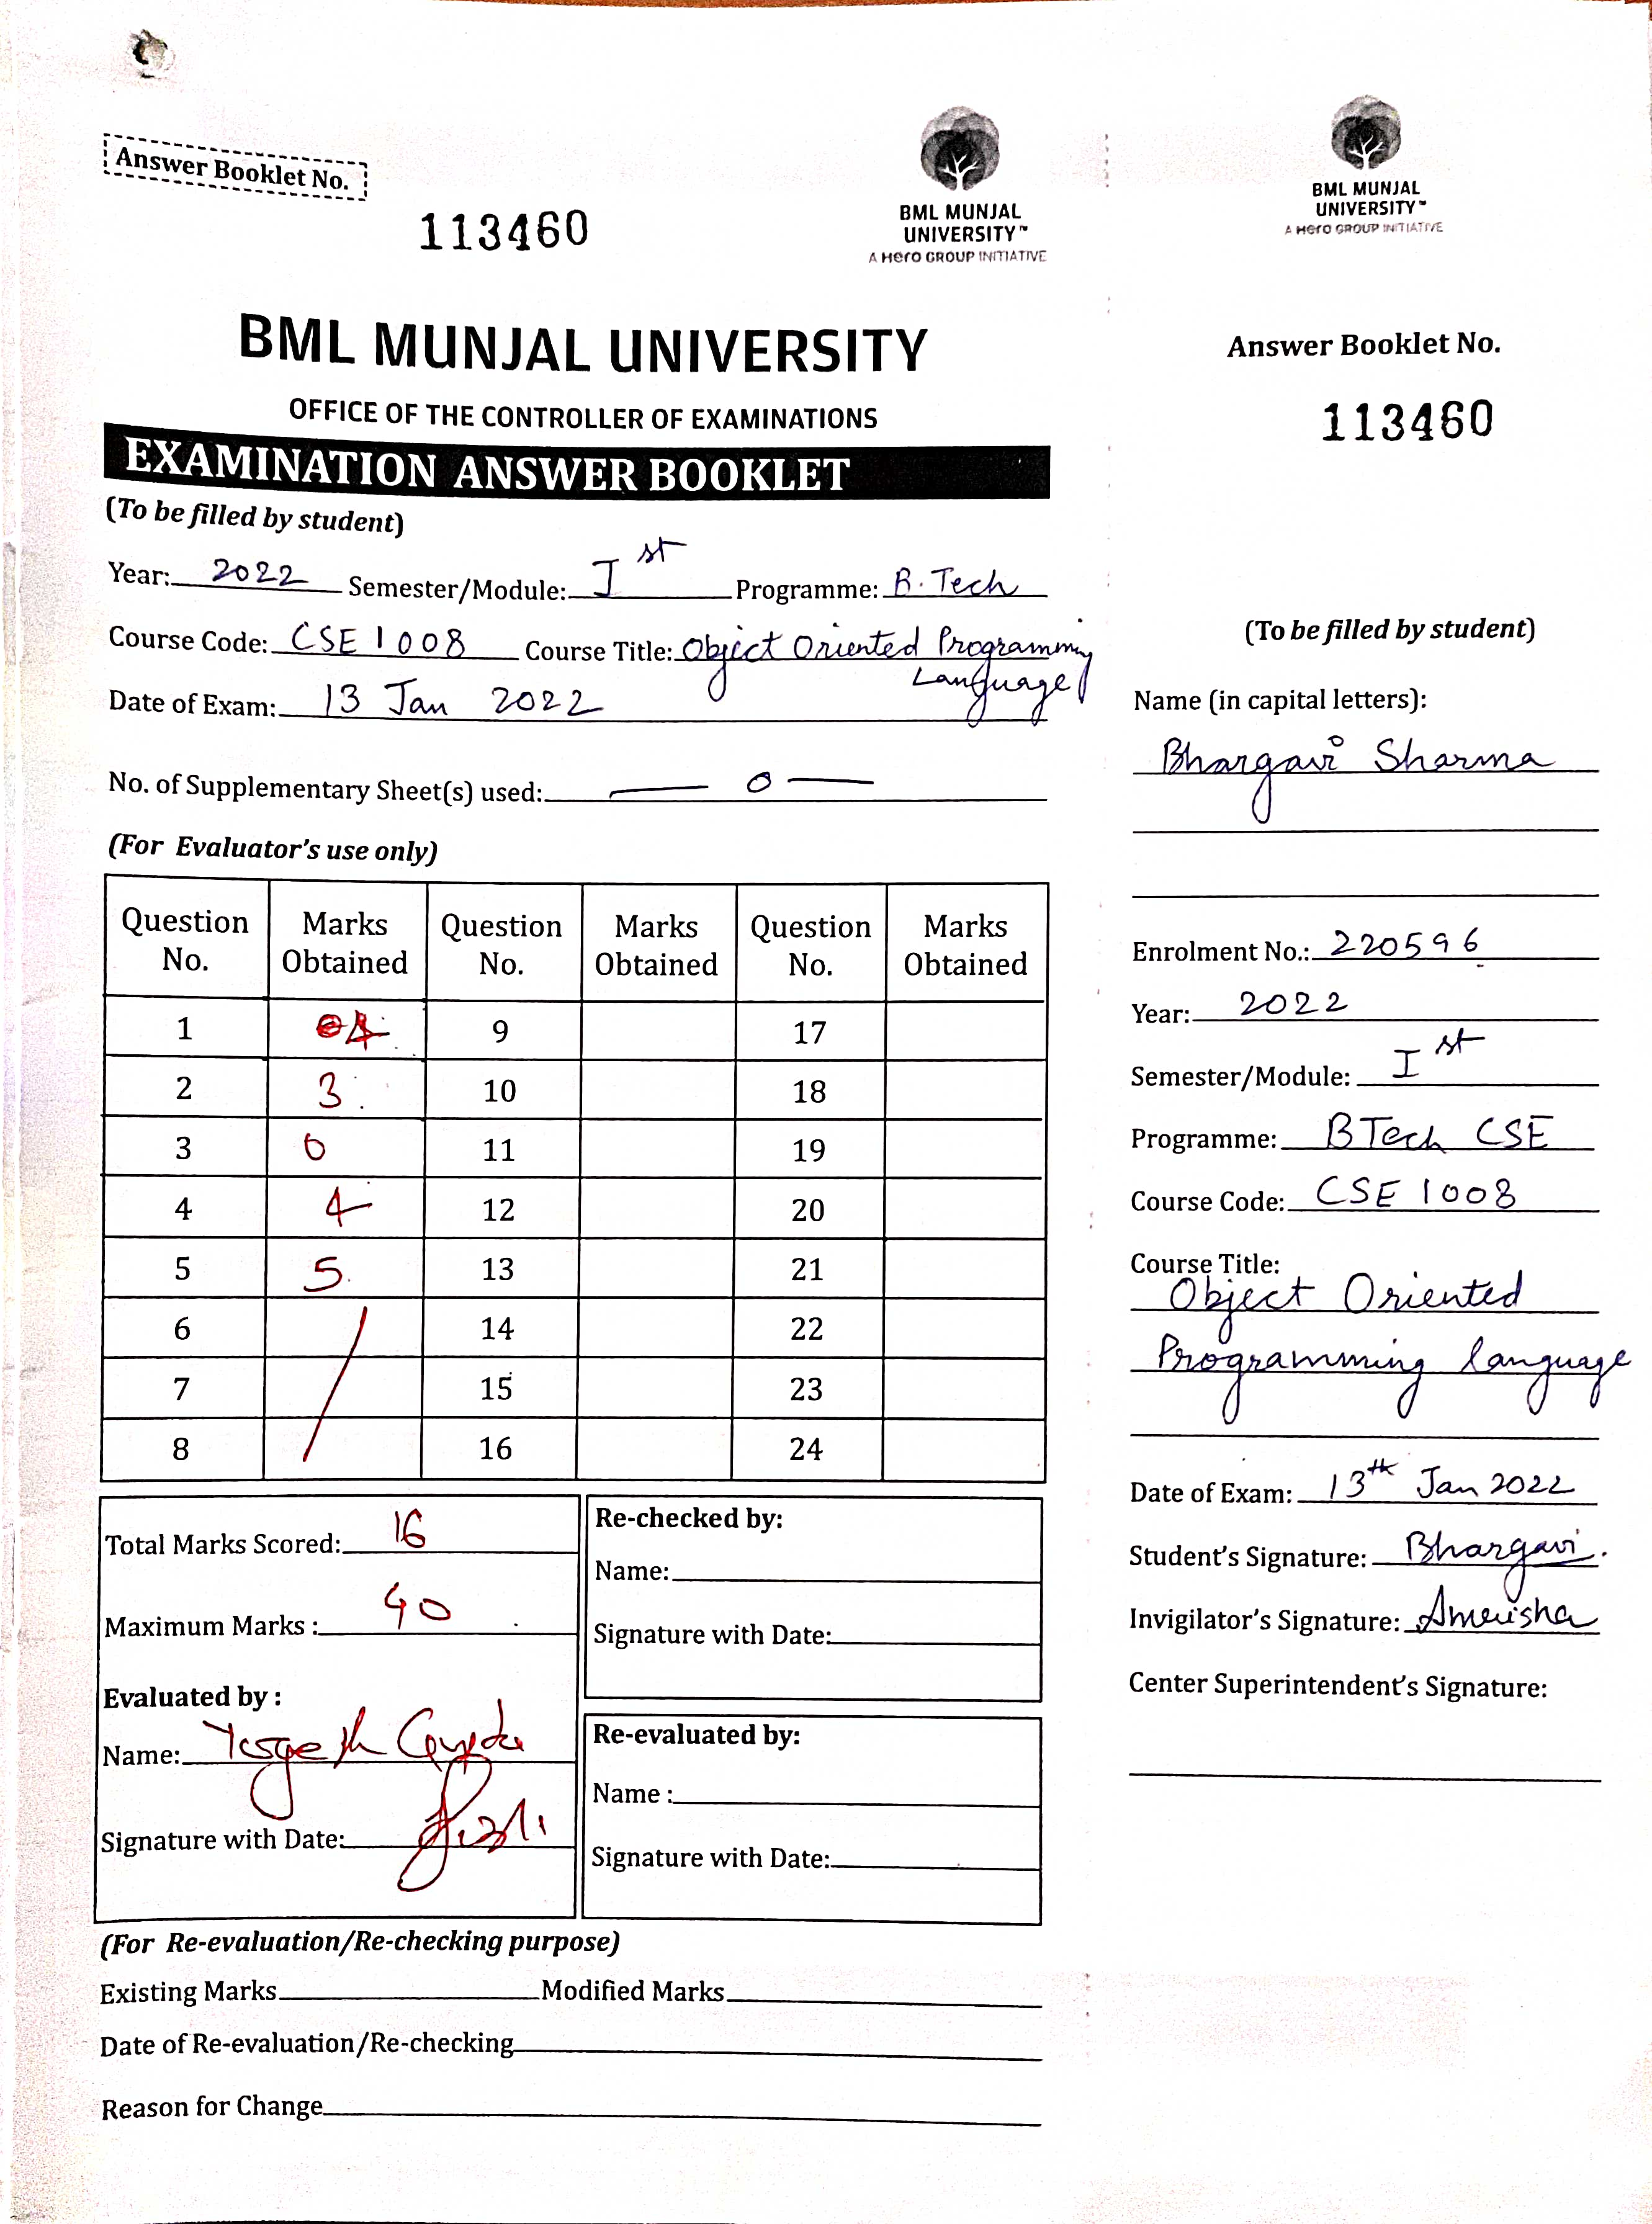 Answer Booklet No.
113460
BML MUNJAL
UNIVERSITY™
A Hero GROUP INITIATIVE
BML MUNJAL UNIVERSITY
OFFICE OF THE CONTROLLER OF EXAMINATIONS
EXAMINATION ANSWER BOOKLET
(To be filled by student)
Year: 2022 Semester/Module: I st Programme: B.Tech
Course Code: CSE 1008 Course Title: Object Oriented Programming
Language
Date of Exam: 13 Jan 2022
No. of Supplementary Sheet(s) used: — 0 —
(For Evaluator's use only)
Question No. Marks Obtained Question No. Marks Obtained Question No. Marks Obtained
1 04 9 17
2 3 10 18
3 0 11 19
4 4 12 20
5 5 13 21
6 14 22
7 15 23
8 16 24
Total Marks Scored: 16
Maximum Marks : 40
Evaluated by :
Name: Yogesh Gupta
Signature with Date:
Re-checked by:
Name:
Signature with Date:
Re-evaluated by:
Name :
Signature with Date:
(For Re-evaluation/Re-checking purpose)
Existing Marks Modified Marks
Date of Re-evaluation/Re-checking
Reason for Change
BML MUNJAL
UNIVERSITY™
A Hero GROUP INITIATIVE
Answer Booklet No.
113460
(To be filled by student)
Name (in capital letters):
Bhargavi Sharma
Enrolment No.: 220596
Year: 2022
Semester/Module: I st
Programme: BTech CSE
Course Code: CSE 1008
Course Title:
Object Oriented
Programming language
Date of Exam: 13th Jan 2022
Student's Signature: Bhargavi.
Invigilator's Signature: Ameisha
Center Superintendent's Signature: